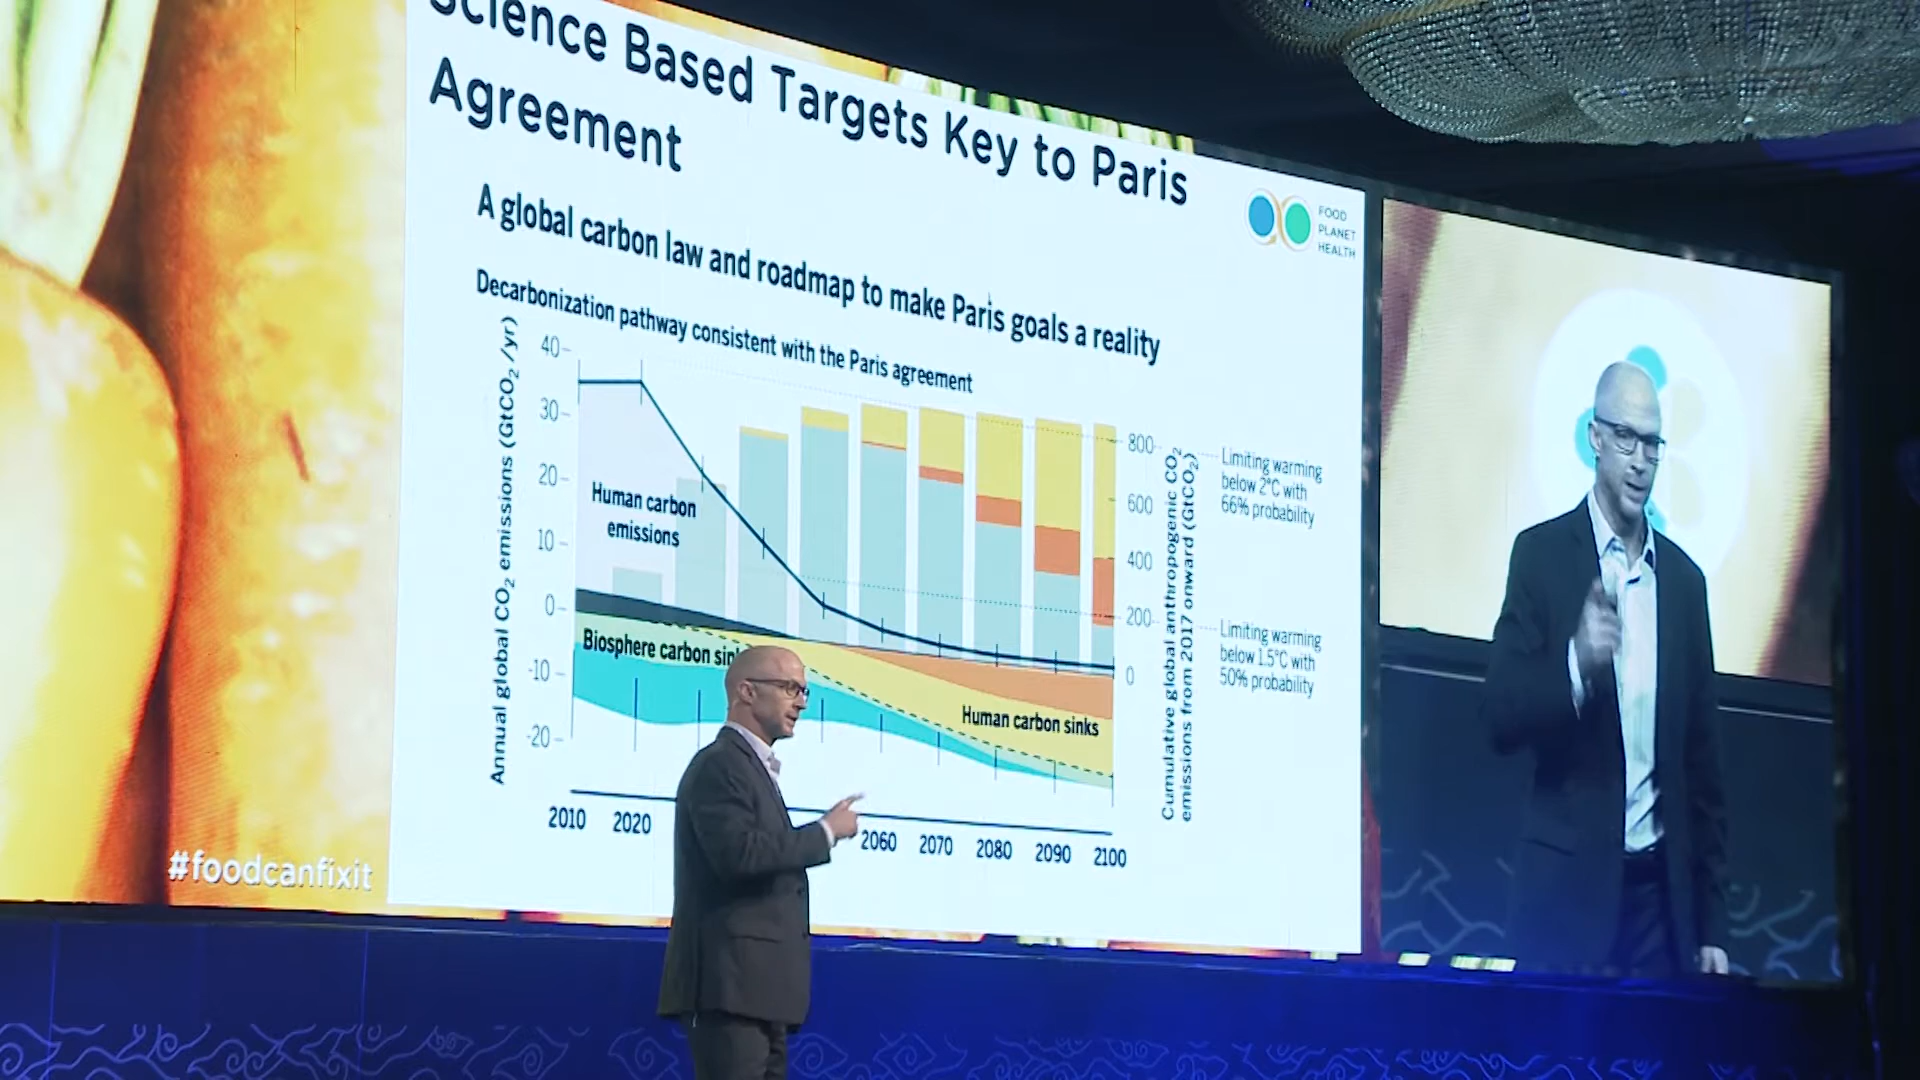 Science Based Targets Key to Paris
Agreement
FOOD
PLANET
HEALTH
A global carbon law and roadmap to make Paris goals a reality
Decarbonization pathway consistent with the Paris agreement
Annual global CO2 emissions (GtCO2 /yr)
40
30
20
10
0
-10
-20
Human carbon
emissions
Biosphere carbon sink
Human carbon sinks
800
600
400
200
0
Cumulative global anthropogenic CO2
emissions from 2017 onward (GtCO2)
Limiting warming
below 2°C with
66% probability
Limiting warming
below 1.5°C with
50% probability
2010 2020 2060 2070 2080 2090 2100
#foodcanfixit